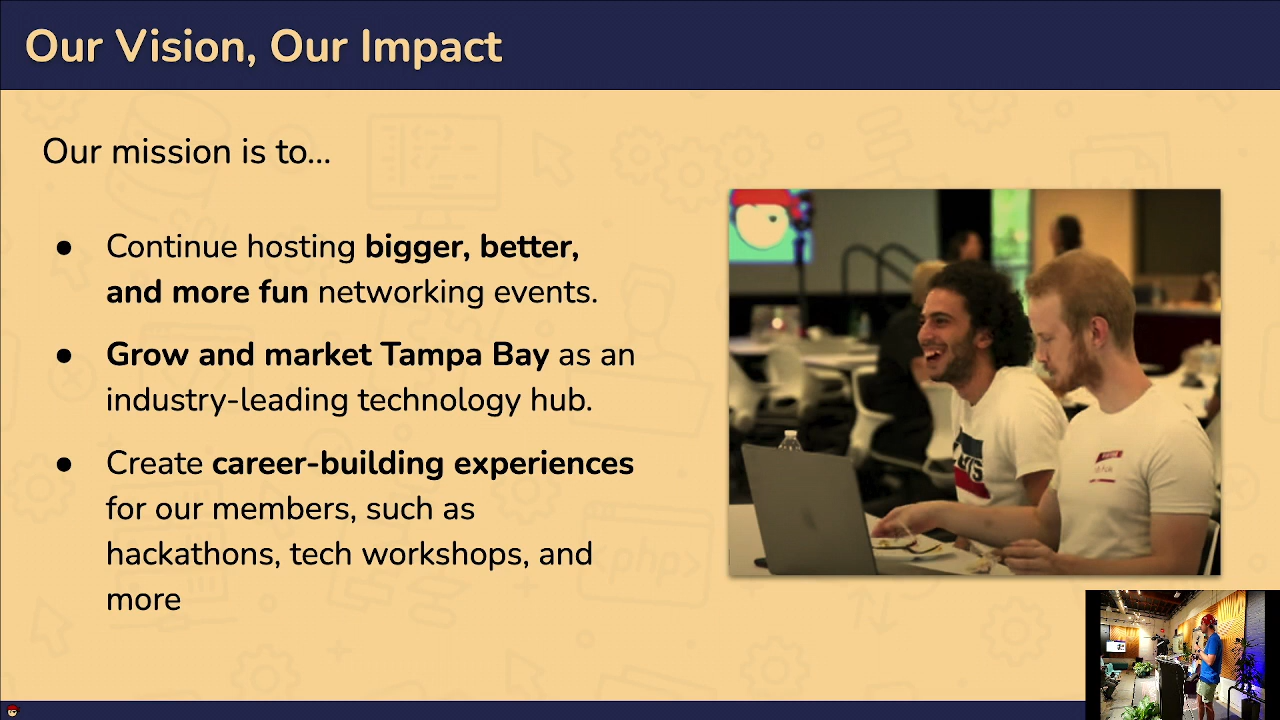 Our Vision, Our Impact
Our mission is to...
● Continue hosting bigger, better,
and more fun networking events.
● Grow and market Tampa Bay as an
industry-leading technology hub.
● Create career-building experiences
for our members, such as
hackathons, tech workshops, and
more